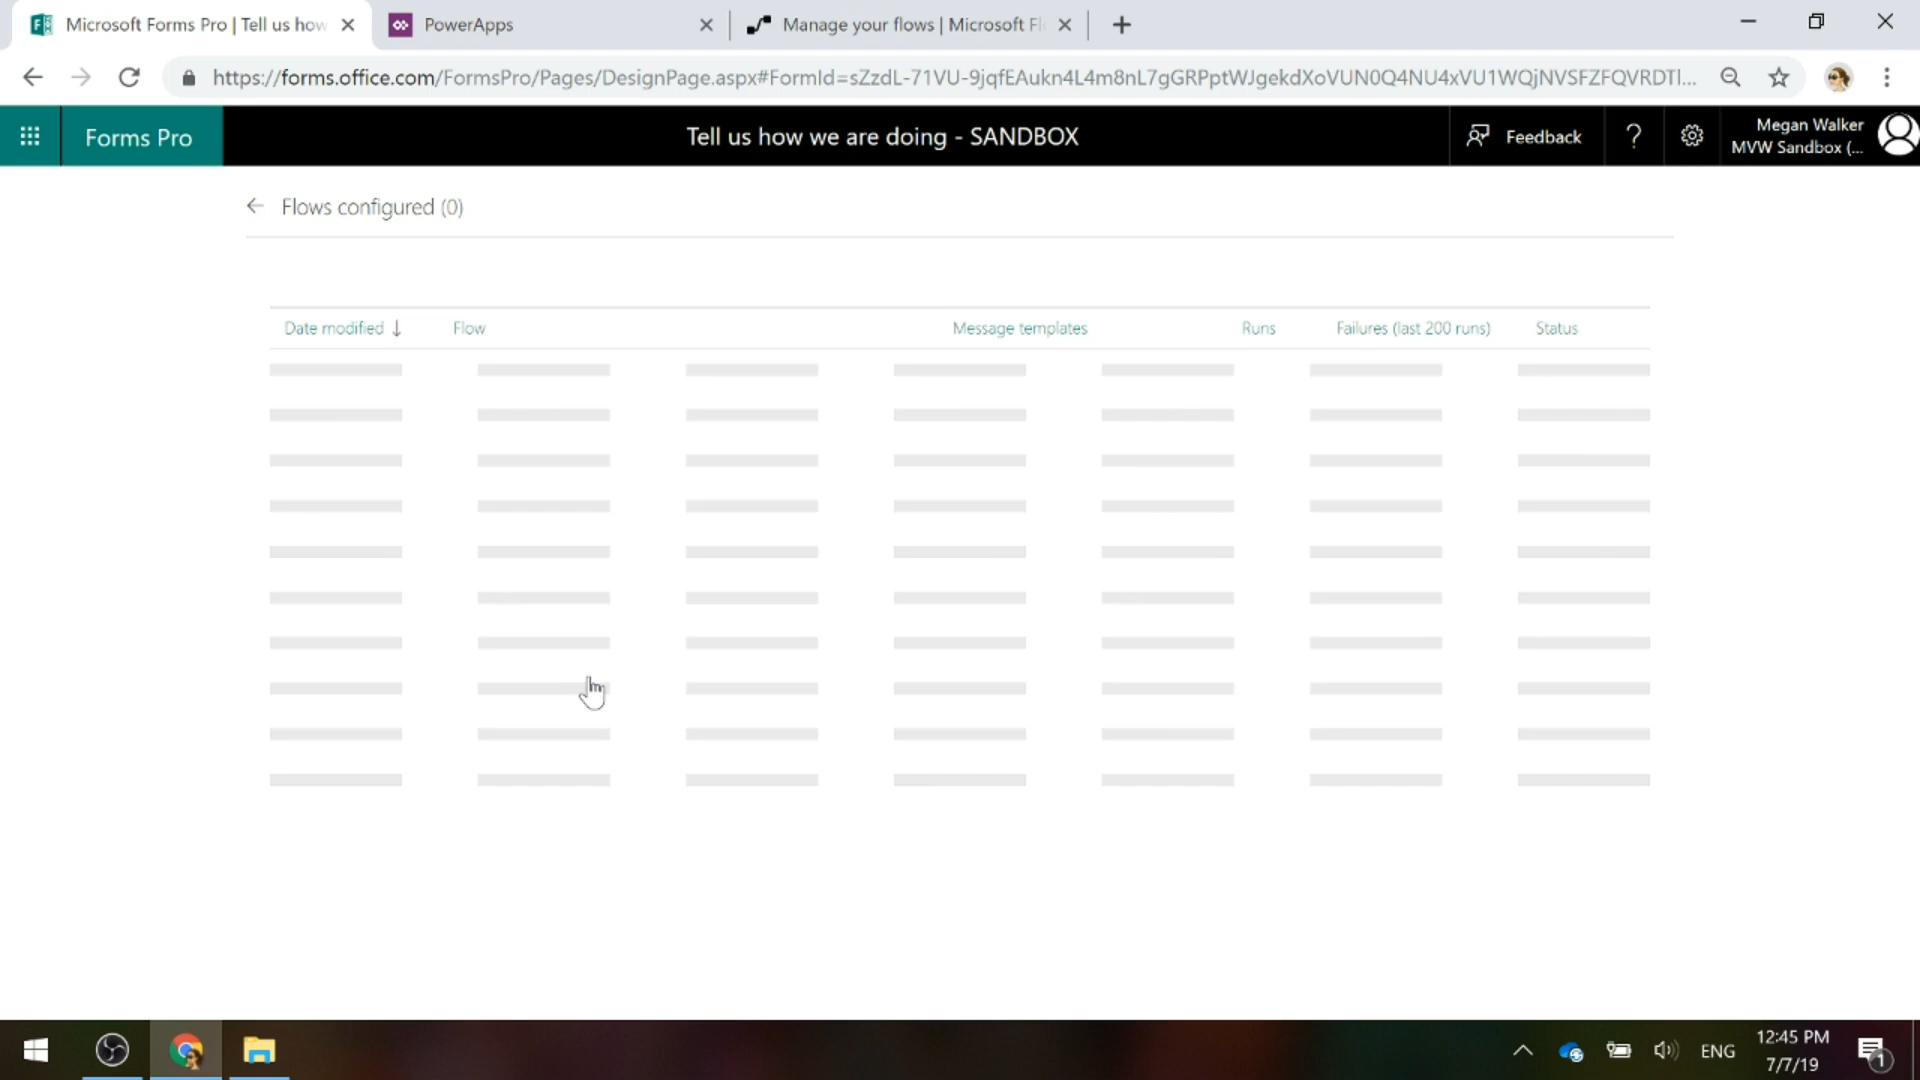 Microsoft Forms Pro | Tell us how
PowerApps
Manage your flows | Microsoft Fl
https://forms.office.com/FormsPro/Pages/DesignPage.aspx#FormId=sZzdL-71VU-9jqfEAukn4L4m8nL7gGRPptWJgekdXoVUN0Q4NU4xVU1WQjNVSFZFQVRDTl...
Forms Pro
Tell us how we are doing - SANDBOX
Feedback
?
Megan Walker
MVW Sandbox (...
Flows configured (0)
Date modified ↓ Flow Message templates Runs Failures (last 200 runs) Status
ENG
12:45 PM
7/7/19
1